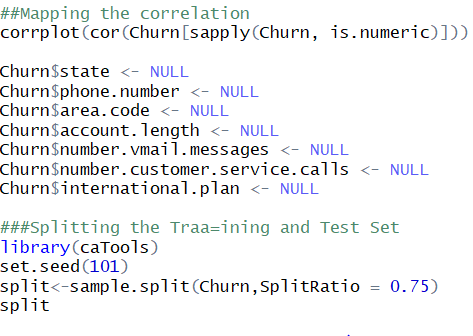 ##Mapping the correlation
corrplot(cor(Churn[sapply(Churn, is.numeric)]))
Churn$state <- NULL
Churn$phone.number <- NULL
Churn$area.code <- NULL
Churn$account.length <- NULL
Churn$number.vmail.messages <- NULL
Churn$number.customer.service.calls <- NULL
Churn$international.plan <- NULL
###Splitting the Traa=ining and Test Set
library(caTools)
set.seed(101)
split<-sample.split(Churn,SplitRatio = 0.75)
split